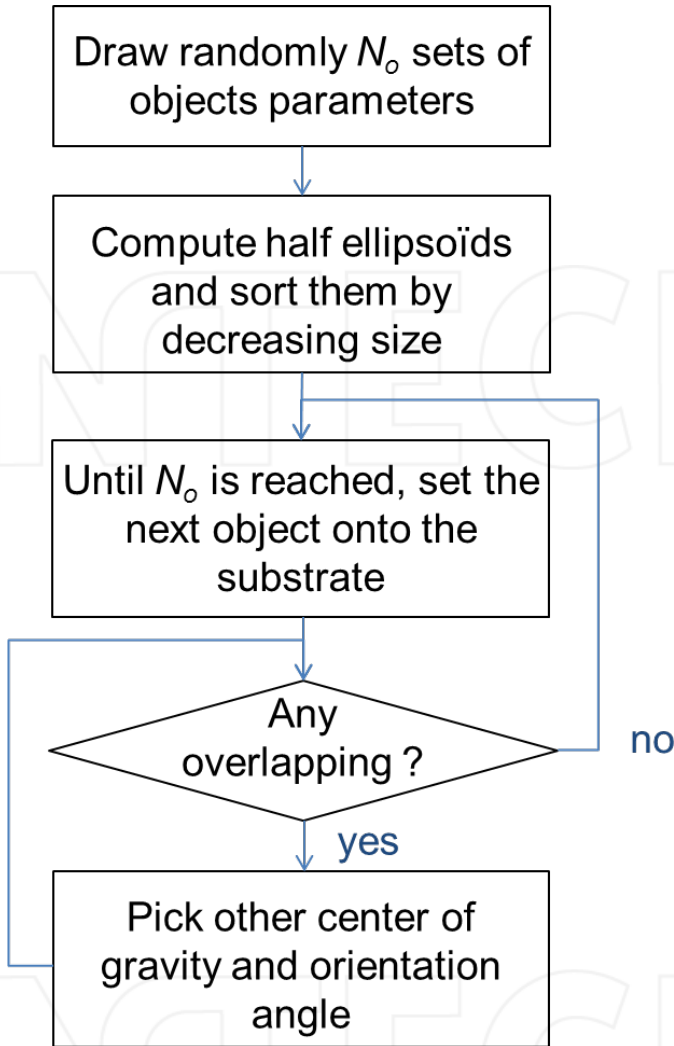 Draw randomly No sets of
objects parameters
Compute half ellipsoïds
and sort them by
decreasing size
Until No is reached, set the
next object onto the
substrate
Any
overlapping ?
no
yes
Pick other center of
gravity and orientation
angle